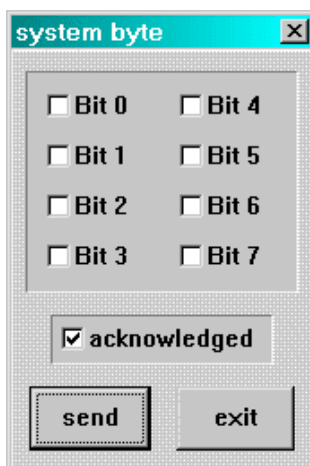 system byte
Bit 0 Bit 4
Bit 1 Bit 5
Bit 2 Bit 6
Bit 3 Bit 7
acknowledged
send exit